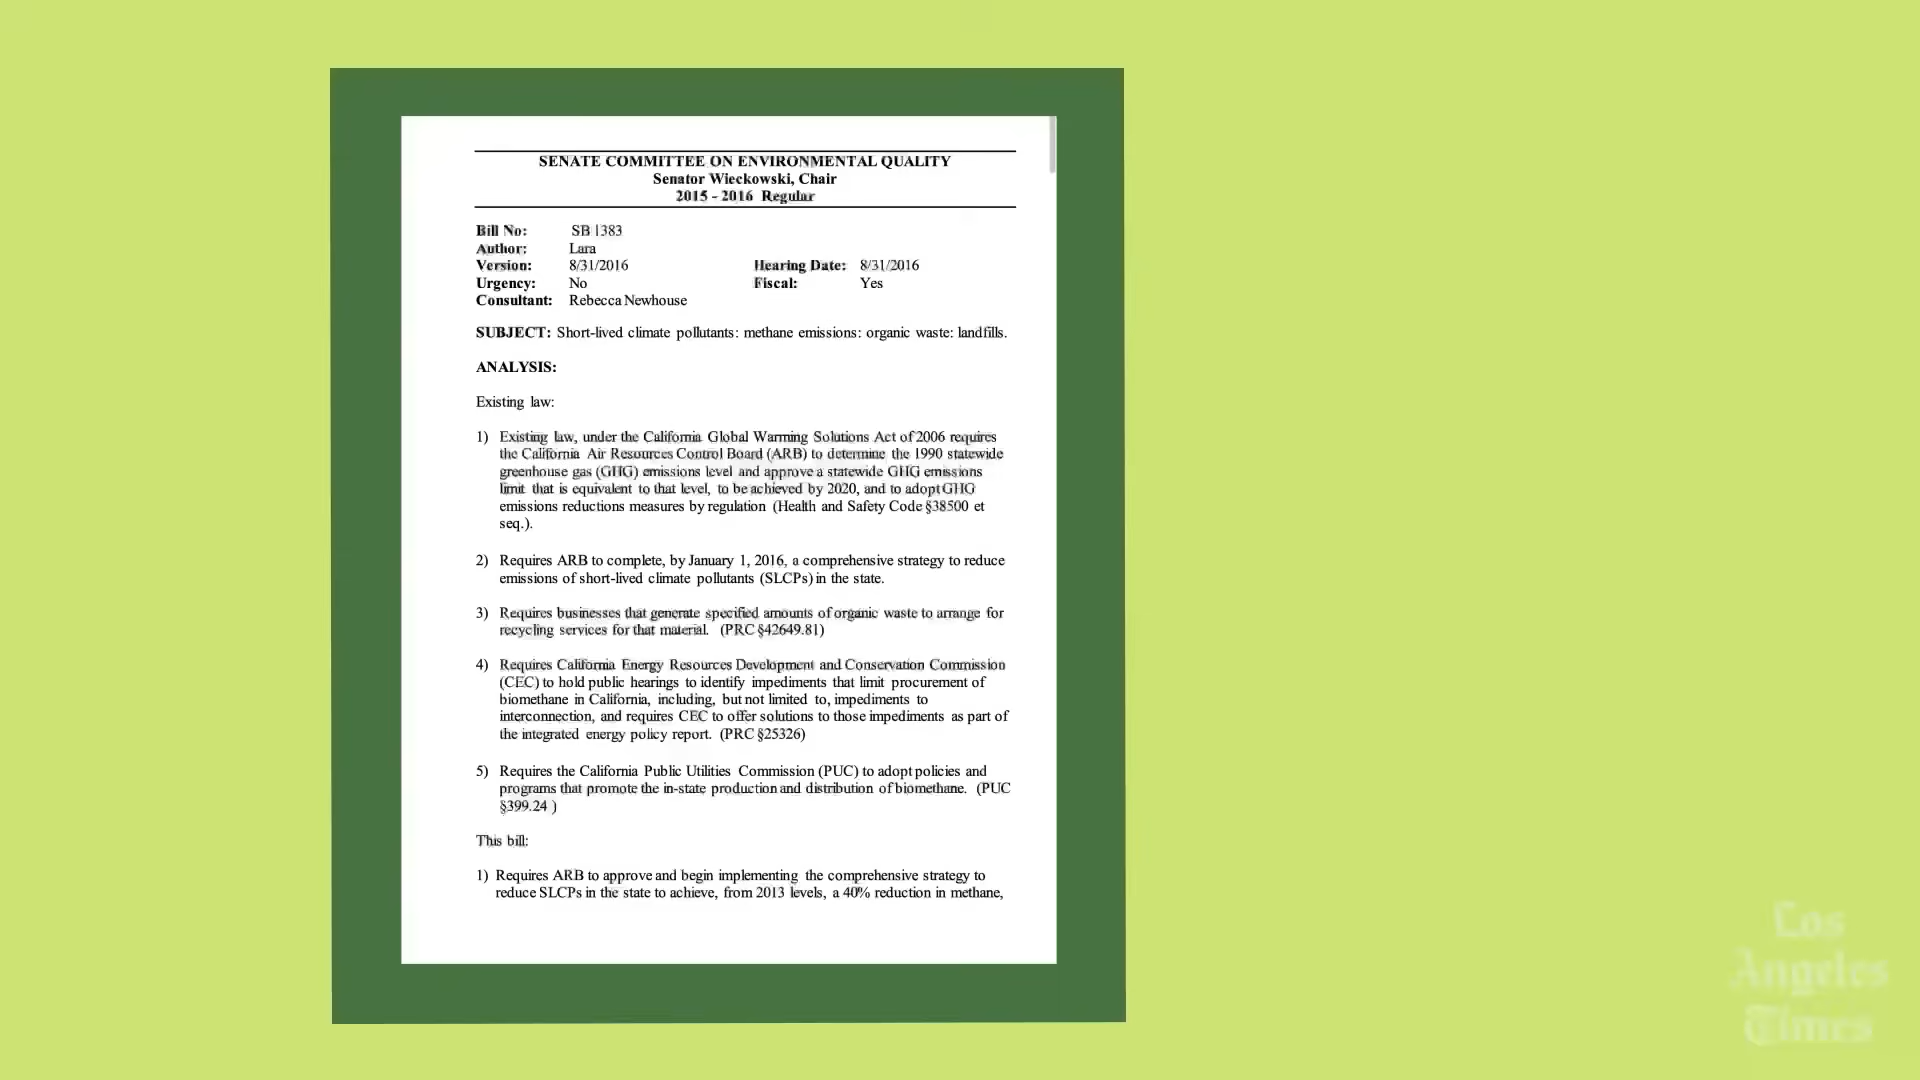 SENATE COMMITTEE ON ENVIRONMENTAL QUALITY
Senator Wieckowski, Chair
2015 - 2016 Regular
Bill No: SB 1383
Author: Lara
Version: 8/31/2016 Hearing Date: 8/31/2016
Urgency: No Fiscal: Yes
Consultant: Rebecca Newhouse
SUBJECT: Short-lived climate pollutants: methane emissions: organic waste: landfills.
ANALYSIS:
Existing law:
1) Existing law, under the California Global Warming Solutions Act of 2006 requires
the California Air Resources Control Board (ARB) to determine the 1990 statewide
greenhouse gas (GHG) emissions level and approve a statewide GHG emissions
limit that is equivalent to that level, to be achieved by 2020, and to adopt GHG
emissions reductions measures by regulation (Health and Safety Code §38500 et
seq.).
2) Requires ARB to complete, by January 1, 2016, a comprehensive strategy to reduce
emissions of short-lived climate pollutants (SLCPs) in the state.
3) Requires businesses that generate specified amounts of organic waste to arrange for
recycling services for that material. (PRC §42649.81)
4) Requires California Energy Resources Development and Conservation Commission
(CEC) to hold public hearings to identify impediments that limit procurement of
biomethane in California, including, but not limited to, impediments to
interconnection, and requires CEC to offer solutions to those impediments as part of
the integrated energy policy report. (PRC §25326)
5) Requires the California Public Utilities Commission (PUC) to adopt policies and
programs that promote the in-state production and distribution of biomethane. (PUC
§399.24 )
This bill:
1) Requires ARB to approve and begin implementing the comprehensive strategy to
reduce SLCPs in the state to achieve, from 2013 levels, a 40% reduction in methane,
Los
Angeles
Times